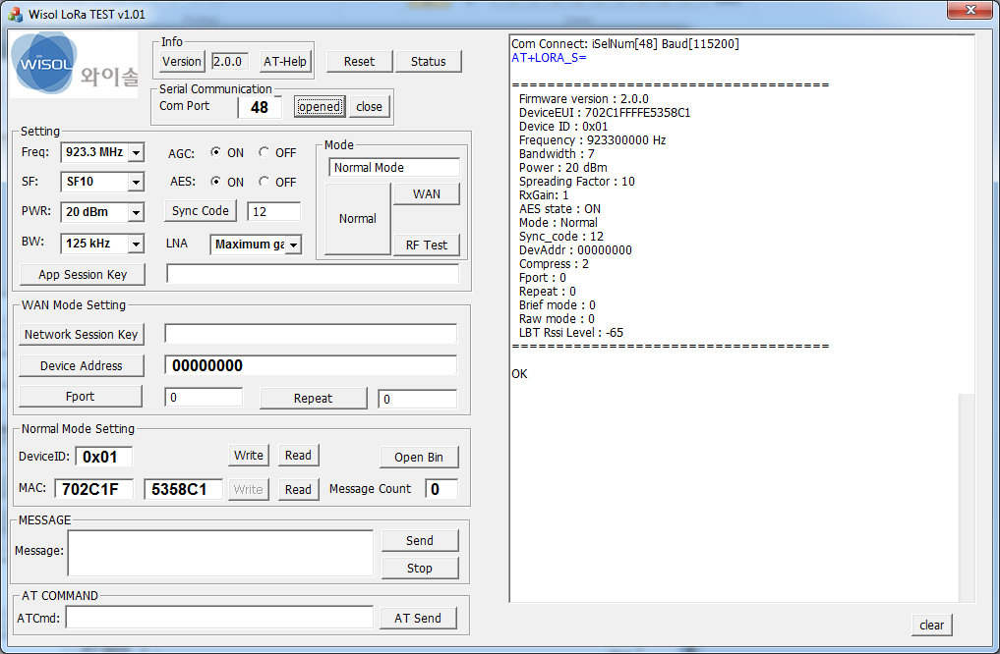 Wisol LoRa TEST v1.01
WISOL 와이솔
Info
Version 2.0.0 AT-Help Reset Status
Serial Communication
Com Port 48 opened close
Setting
Freq: 923.3 MHz AGC: ON OFF
SF: SF10 AES: ON OFF
PWR: 20 dBm Sync Code 12
BW: 125 kHz LNA Maximum ga
App Session Key
Mode
Normal Mode
Normal WAN
RF Test
WAN Mode Setting
Network Session Key
Device Address 00000000
Fport 0 Repeat 0
Normal Mode Setting
DeviceID: 0x01 Write Read Open Bin
MAC: 702C1F 5358C1 Write Read Message Count 0
MESSAGE
Message: Send
Stop
AT COMMAND
ATCmd: AT Send
Com Connect: iSelNum[48] Baud[115200]
AT+LORA_S=
====================================
Firmware version : 2.0.0
DeviceEUI : 702C1FFFFE5358C1
Device ID : 0x01
Frequency : 923300000 Hz
Bandwidth : 7
Power : 20 dBm
Spreading Factor : 10
RxGain: 1
AES state : ON
Mode : Normal
Sync_code : 12
DevAddr : 00000000
Compress : 2
Fport : 0
Repeat : 0
Brief mode : 0
Raw mode : 0
LBT Rssi Level : -65
====================================
OK
clear